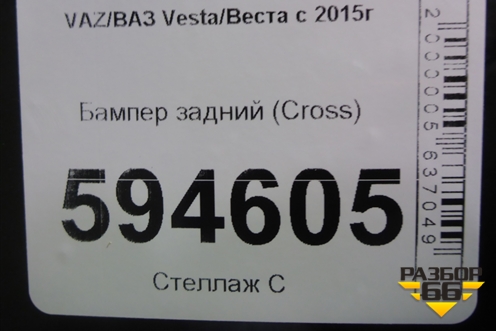 VAZ/ВАЗ Vesta/Веста с 2015г
Бампер задний (Cross)
594605
Стеллаж С
2000005637049
РАЗБОР
66